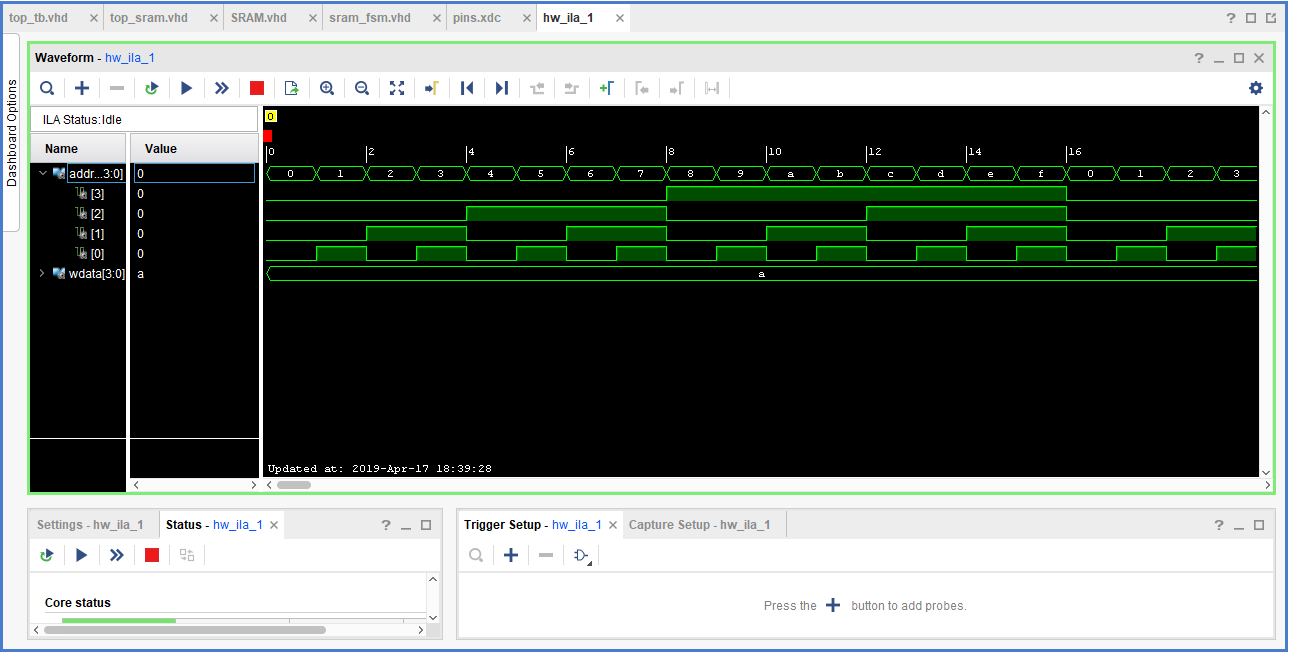 top_tb.vhd top_sram.vhd SRAM.vhd sram_fsm.vhd pins.xdc hw_ila_1
Dashboard Options
Waveform - hw_ila_1
ILA Status:Idle
0
Name Value
0 2 4 6 8 10 12 14 16
addr...3:0] 0 0 1 2 3 4 5 6 7 8 9 a b c d e f 0 1 2 3
[3] 0
[2] 0
[1] 0
[0] 0
wdata[3:0] a a
Updated at: 2019-Apr-17 18:39:28
Settings - hw_ila_1 Status - hw_ila_1
Core status
Trigger Setup - hw_ila_1 Capture Setup - hw_ila_1
Press the + button to add probes.